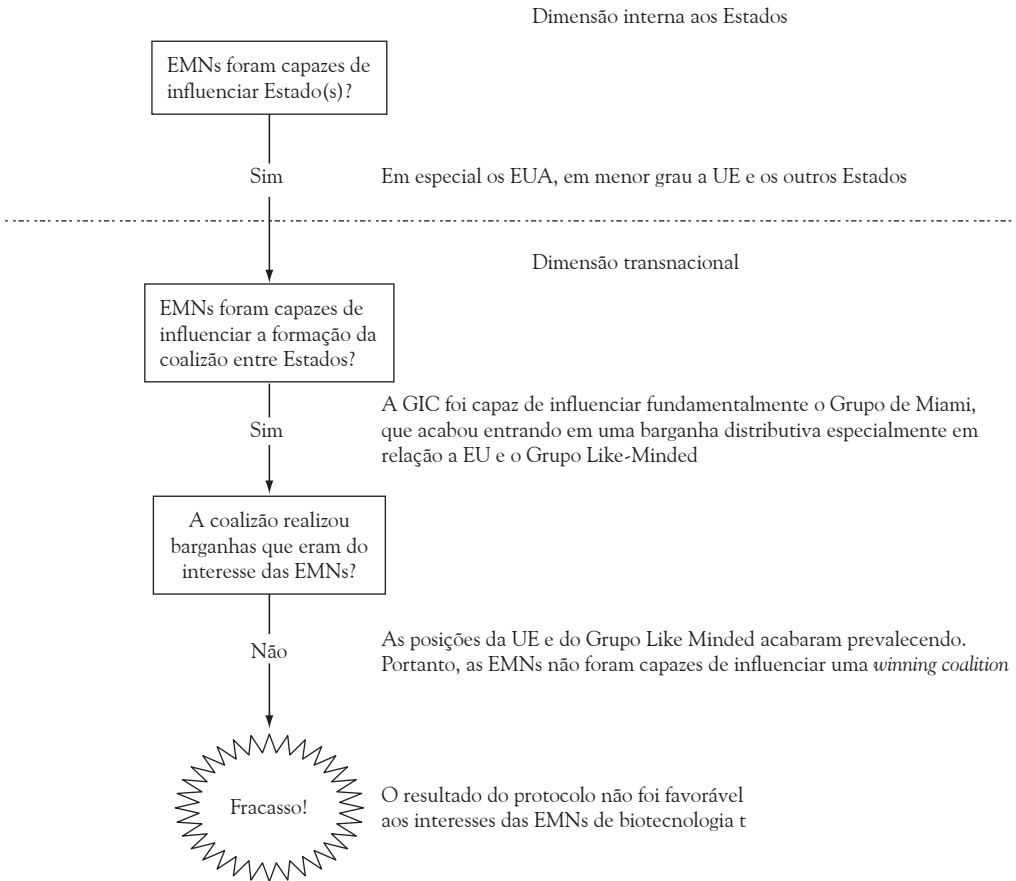 Dimensão interna aos Estados
EMNs foram capazes de
influenciar Estado(s)?
Sim
Em especial os EUA, em menor grau a UE e os outros Estados
Dimensão transnacional
EMNs foram capazes de
influenciar a formação da
coalizão entre Estados?
A GIC foi capaz de influenciar fundamentalmente o Grupo de Miami,
que acabou entrando em uma barganha distributiva especialmente em
relação a EU e o Grupo Like-Minded
Sim
A coalizão realizou
barganhas que eram do
interesse das EMNs?
Não
As posições da UE e do Grupo Like Minded acabaram prevalecendo.
Portanto, as EMNs não foram capazes de influenciar uma winning coalition
Fracasso!
O resultado do protocolo não foi favorável
aos interesses das EMNs de biotecnologia t